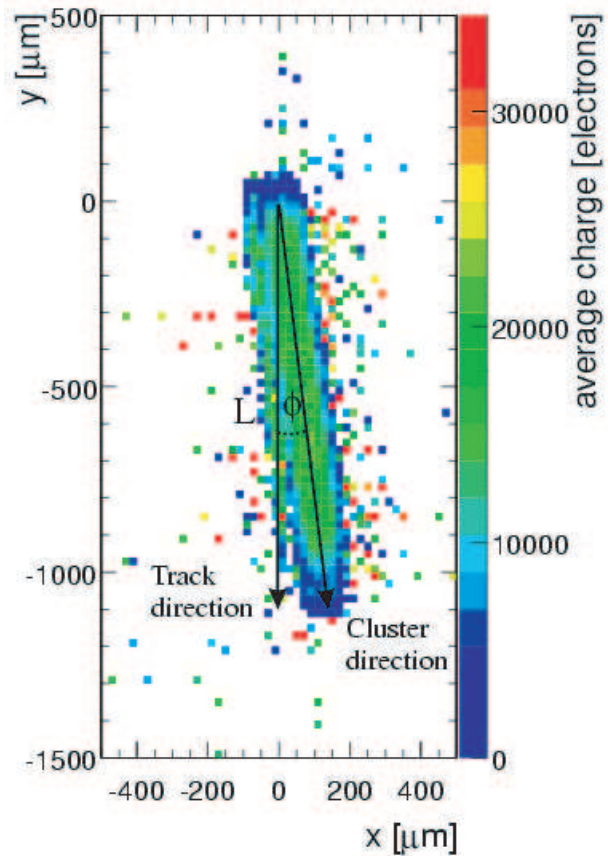 y [μm]
500
0
-500
-1000
-1500
-400
-200
0
200
400
x [μm]
L
ϕ
Track
direction
Cluster
direction
30000
20000
10000
0
average charge [electrons]